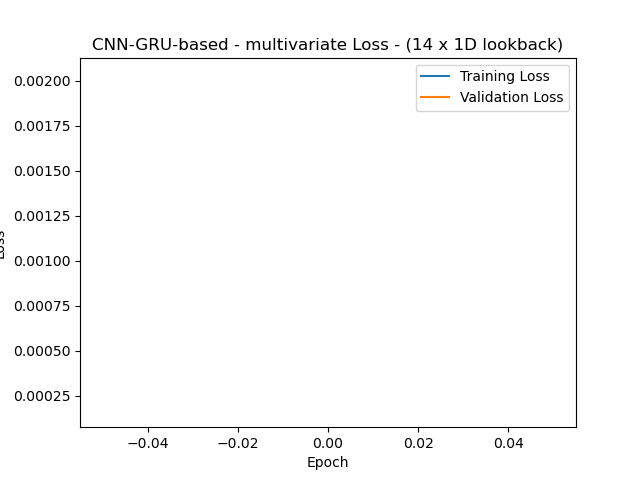 CNN-GRU-based - multivariate Loss - (14 x 1D lookback)
Training Loss
Validation Loss
0.00200
0.00175
0.00150
0.00125
0.00100
0.00075
0.00050
0.00025
Loss
−0.04
−0.02
0.00
0.02
0.04
Epoch